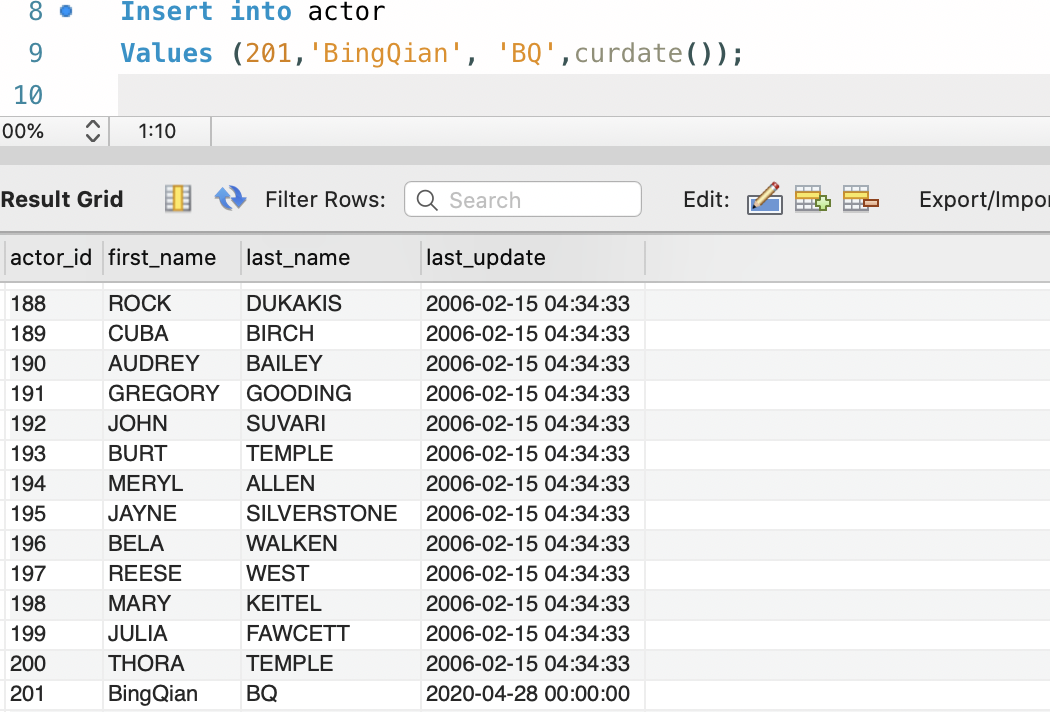 8 Insert into actor
9 Values (201,'BingQian', 'BQ',curdate());
10
00% 1:10
Result Grid Filter Rows: Search Edit: Export/Impor
actor_id first_name last_name last_update
188 ROCK DUKAKIS 2006-02-15 04:34:33
189 CUBA BIRCH 2006-02-15 04:34:33
190 AUDREY BAILEY 2006-02-15 04:34:33
191 GREGORY GOODING 2006-02-15 04:34:33
192 JOHN SUVARI 2006-02-15 04:34:33
193 BURT TEMPLE 2006-02-15 04:34:33
194 MERYL ALLEN 2006-02-15 04:34:33
195 JAYNE SILVERSTONE 2006-02-15 04:34:33
196 BELA WALKEN 2006-02-15 04:34:33
197 REESE WEST 2006-02-15 04:34:33
198 MARY KEITEL 2006-02-15 04:34:33
199 JULIA FAWCETT 2006-02-15 04:34:33
200 THORA TEMPLE 2006-02-15 04:34:33
201 BingQian BQ 2020-04-28 00:00:00